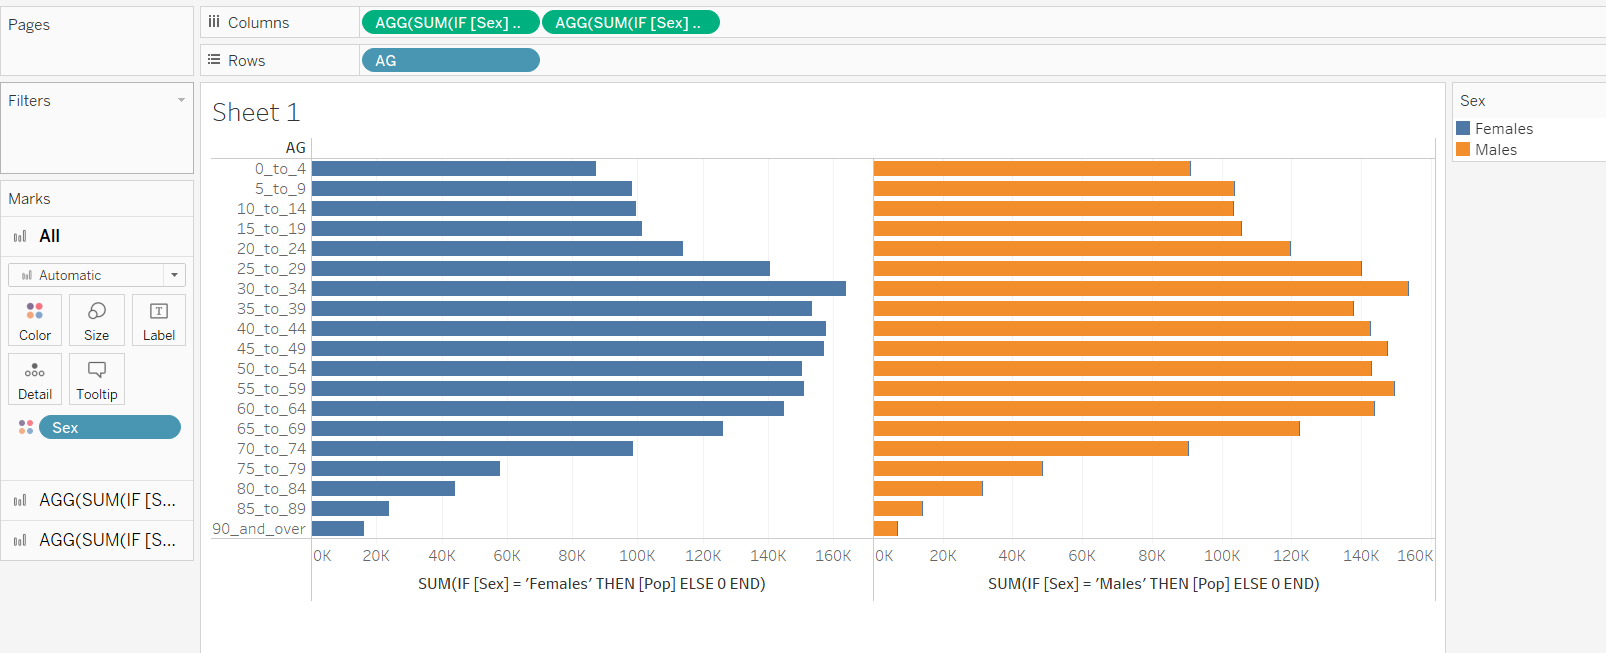 Pages
Columns
AGG(SUM(IF [Sex] ..
AGG(SUM(IF [Sex] ..
Rows
AG
Filters
Marks
All
Automatic
Color
Size
Label
Detail
Tooltip
Sex
AGG(SUM(IF [S...
AGG(SUM(IF [S...
Sheet 1
AG
0_to_4
5_to_9
10_to_14
15_to_19
20_to_24
25_to_29
30_to_34
35_to_39
40_to_44
45_to_49
50_to_54
55_to_59
60_to_64
65_to_69
70_to_74
75_to_79
80_to_84
85_to_89
90_and_over
0K 20K 40K 60K 80K 100K 120K 140K 160K
SUM(IF [Sex] = 'Females' THEN [Pop] ELSE 0 END)
0K 20K 40K 60K 80K 100K 120K 140K 160K
SUM(IF [Sex] = 'Males' THEN [Pop] ELSE 0 END)
Sex
Females
Males